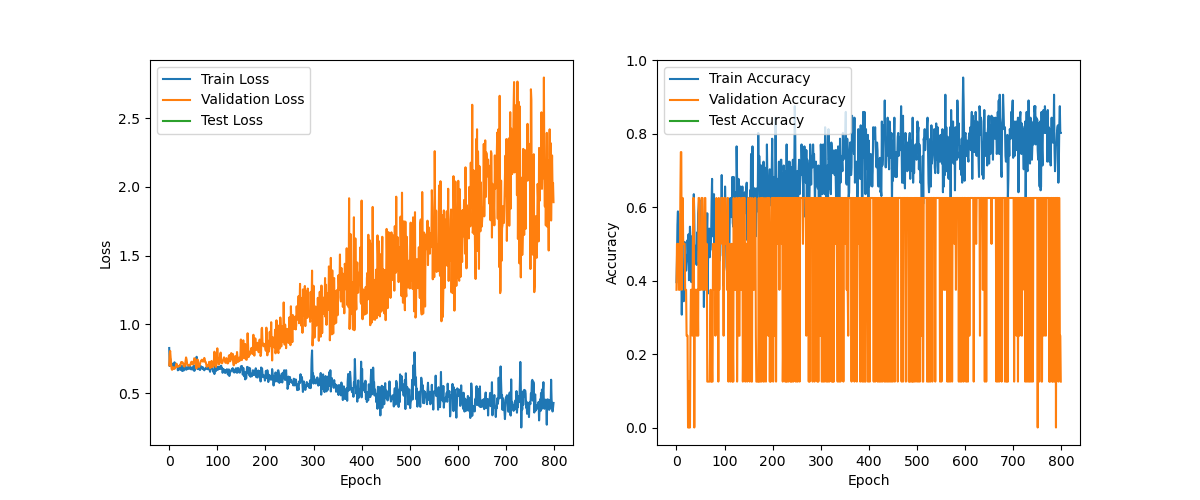 Train Loss
Validation Loss
Test Loss
2.5
2.0
1.5
1.0
0.5
Loss
0 100 200 300 400 500 600 700 800
Epoch
Train Accuracy
Validation Accuracy
Test Accuracy
1.0
0.8
0.6
0.4
0.2
0.0
Accuracy
0 100 200 300 400 500 600 700 800
Epoch